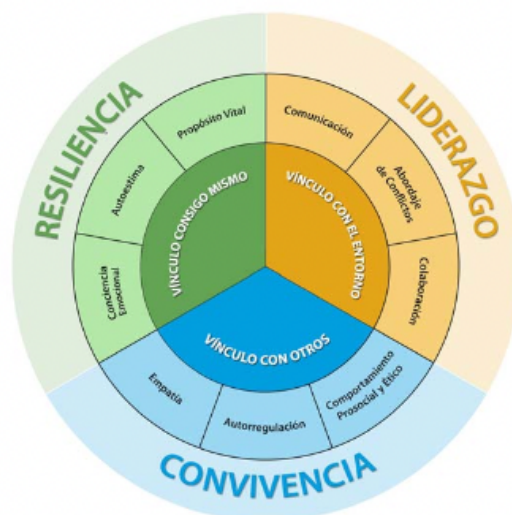 RESILIENCIA
Propósito Vital
Autoestima
Conciencia
Emocional
VÍNCULO CONSIGO MISMO
LIDERAZGO
Comunicación
Abordaje
de Conflictos
Colaboración
VÍNCULO CON EL ENTORNO
VÍNCULO CON OTROS
Empatía
Autorregulación
Comportamiento
Prosocial y Ético
CONVIVENCIA